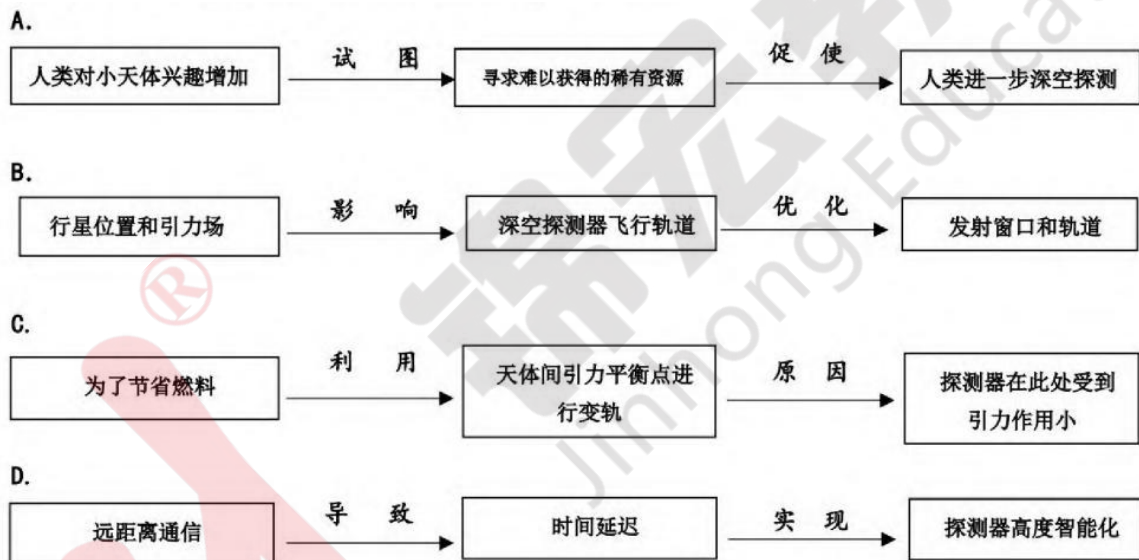 A.
人类对小天体兴趣增加 试 图 寻求难以获得的稀有资源 促 使 人类进一步深空探测
B.
行星位置和引力场 影 响 深空探测器飞行轨道 优 化 发射窗口和轨道
C.
为了节省燃料 利 用 天体间引力平衡点进
行变轨 原 因 探测器在此处受到
引力作用小
D.
远距离通信 导 致 时间延迟 实 现 探测器高度智能化
锦宏教
Jinhong Educa
®